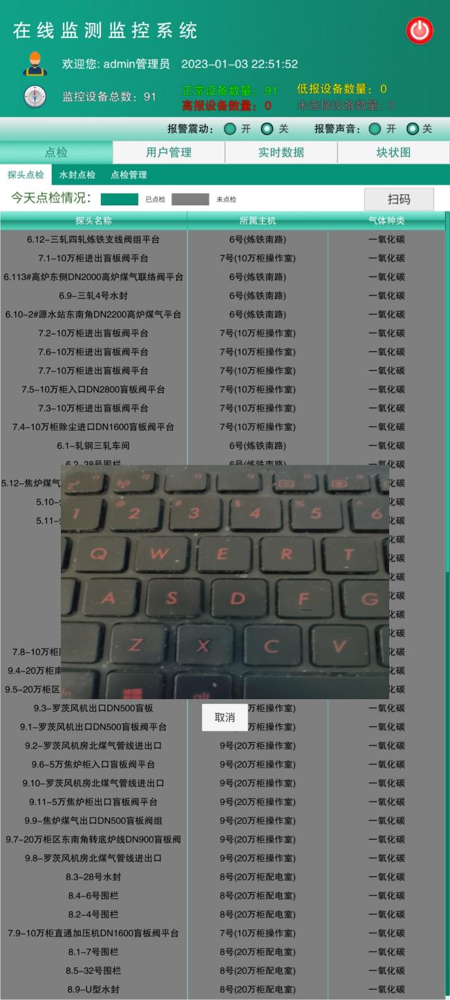 在线监测监控系统
欢迎您: admin管理员 2023-01-03 22:51:52
监控设备总数: 91 正常设备数量: 91 低报设备数量: 0
高报设备数量: 0 未连接设备数量: 0
报警震动: 开 关 报警声音: 开 关
点检 用户管理 实时数据 块状图
探头点检 水封点检 点检管理
今天点检情况: 已点检 未点检 扫码
探头名称 所属主机 气体种类
6.12-三轧四轧炼铁支线阀组平台 6号(炼铁南路) 一氧化碳
7.1-10万柜进出盲板阀平台 7号(10万柜操作室) 一氧化碳
6.113#高炉东侧DN2000高炉煤气联络阀平台 6号(炼铁南路) 一氧化碳
6.9-三轧4号水封 6号(炼铁南路) 一氧化碳
6.10-2#源水站东南角DN2200高炉煤气平台 6号(炼铁南路) 一氧化碳
7.2-10万柜进出盲板阀平台 7号(10万柜操作室) 一氧化碳
7.6-10万柜进出盲板阀平台 7号(10万柜操作室) 一氧化碳
7.7-10万柜进出盲板阀平台 7号(10万柜操作室) 一氧化碳
7.5-10万柜入口DN2800盲板阀平台 7号(10万柜操作室) 一氧化碳
7.3-10万柜进出盲板阀平台 7号(10万柜操作室) 一氧化碳
7.4-10万柜除尘进口DN1600盲板阀平台 7号(10万柜操作室) 一氧化碳
6.1-轧钢三轧车间 6号(炼铁南路) 一氧化碳
6.2-38号围栏 6号(炼铁南路) 一氧化碳
5.12-焦炉煤气 化碳
5.10- 化碳
5.11- 化碳
化碳
化碳
化碳
化碳
化碳
化碳
7.8-10万柜 化碳
9.4-20万柜南 化碳
9.5-20万柜区 化碳
f1 f2 f3 f4 f5 f6
1 @ 2 # 3 $ 4 % 5 ^ 6
Q W E R T
A S D F G
Z X C V
fn alt
9.3-罗茨风机出口DN500盲板 万柜操作室) 一氧化碳
取消
9.1-罗茨风机出口DN500盲板阀平台 万柜操作室) 一氧化碳
9.2-罗茨风机房北煤气管线进出口 9号(20万柜操作室) 一氧化碳
9.6-5万焦炉柜入口盲板阀平台 9号(20万柜操作室) 一氧化碳
9.10-罗茨风机房北煤气管线进出口 9号(20万柜操作室) 一氧化碳
9.11-5万焦炉柜出口盲板阀平台 9号(20万柜操作室) 一氧化碳
9.9-焦炉煤气出口DN500盲板阀组 9号(20万柜操作室) 一氧化碳
9.7-20万柜区东南角转底炉线DN900盲板阀 9号(20万柜操作室) 一氧化碳
9.8-罗茨风机房北煤气管线进出口 9号(20万柜操作室) 一氧化碳
8.3-28号水封 8号(20万柜配电室) 一氧化碳
8.4-6号围栏 8号(20万柜配电室) 一氧化碳
8.2-4号围栏 8号(20万柜配电室) 一氧化碳
7.9-10万柜直通加压机DN1600盲板阀平台 7号(10万柜操作室) 一氧化碳
8.1-7号围栏 8号(20万柜配电室) 一氧化碳
8.5-32号围栏 8号(20万柜配电室) 一氧化碳
8.9-U型水封 8号(20万柜配电室) 一氧化碳